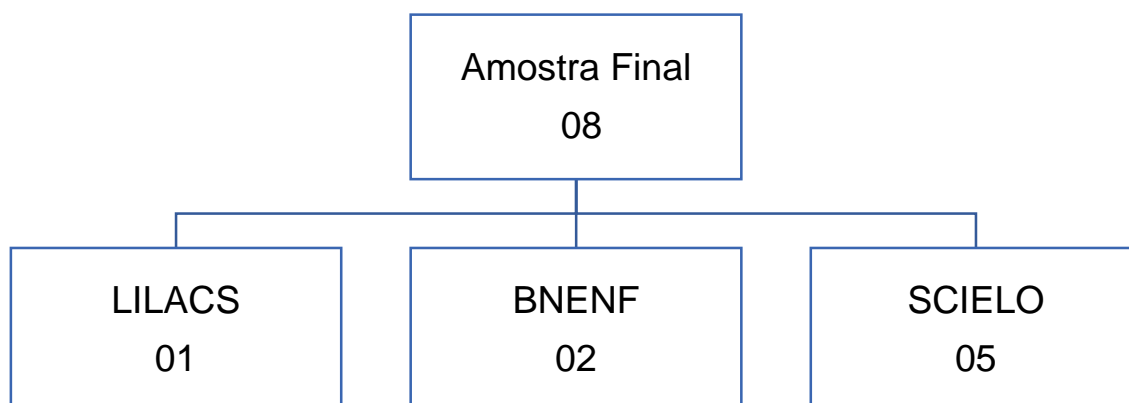 Amostra Final
08
LILACS
01
BNENF
02
SCIELO
05